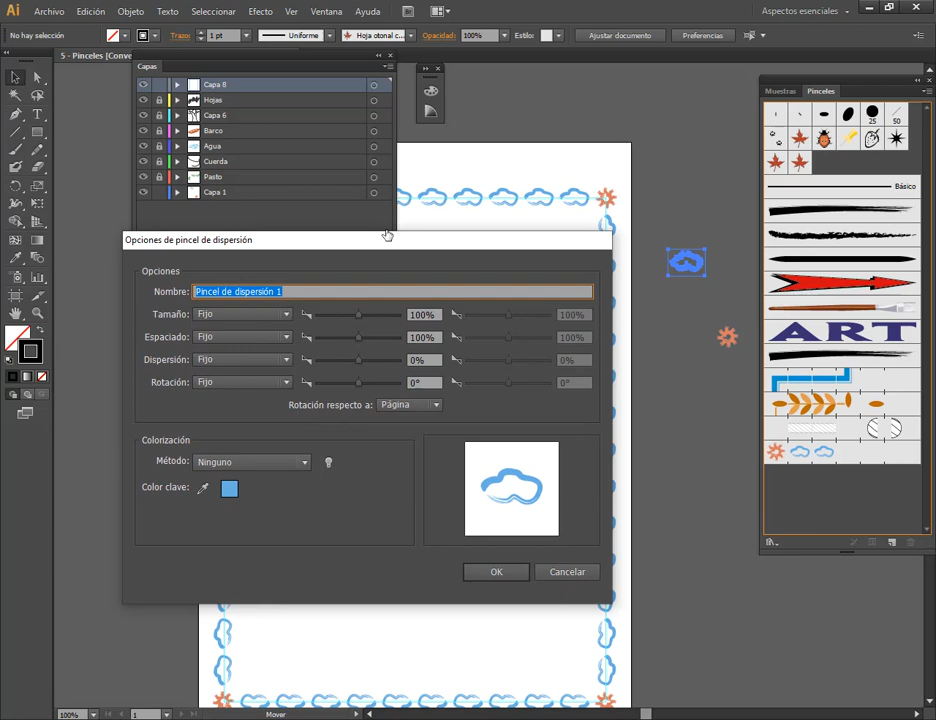 Ai Archivo Edición Objeto Texto Seleccionar Efecto Ver Ventana Ayuda Br Aspectos esenciales
No hay selección Trazo: 1 pt Uniforme Hoja otonal c... Opacidad: 100% Estilo: Ajustar documento Preferencias
5 - Pinceles [Conve
Capas
Capa 8
Hojas
Capa 6
Barco
Agua
Cuerda
Pasto
Capa 1
Muestras Pinceles
25 50
Básico
ART
Opciones de pincel de dispersión
Opciones
Nombre: Pincel de dispersión 1
Tamaño: Fijo 100% 100%
Espaciado: Fijo 100% 100%
Dispersión: Fijo 0% 0%
Rotación: Fijo 0° 0°
Rotación respecto a: Página
Colorización
Método: Ninguno
Color clave:
OK Cancelar
100% 1 Mover